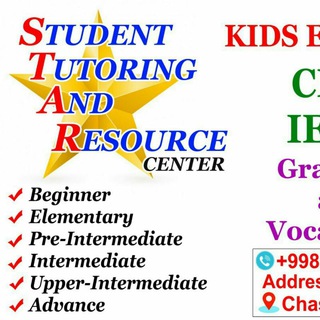 STUDENT
TUTORING
AND
RESOURCE
CENTER
Beginner
Elementary
Pre-Intermediate
Intermediate
Upper-Intermediate
Advance
KIDS E
IE
Gra
Voca
+998
Address
Chas